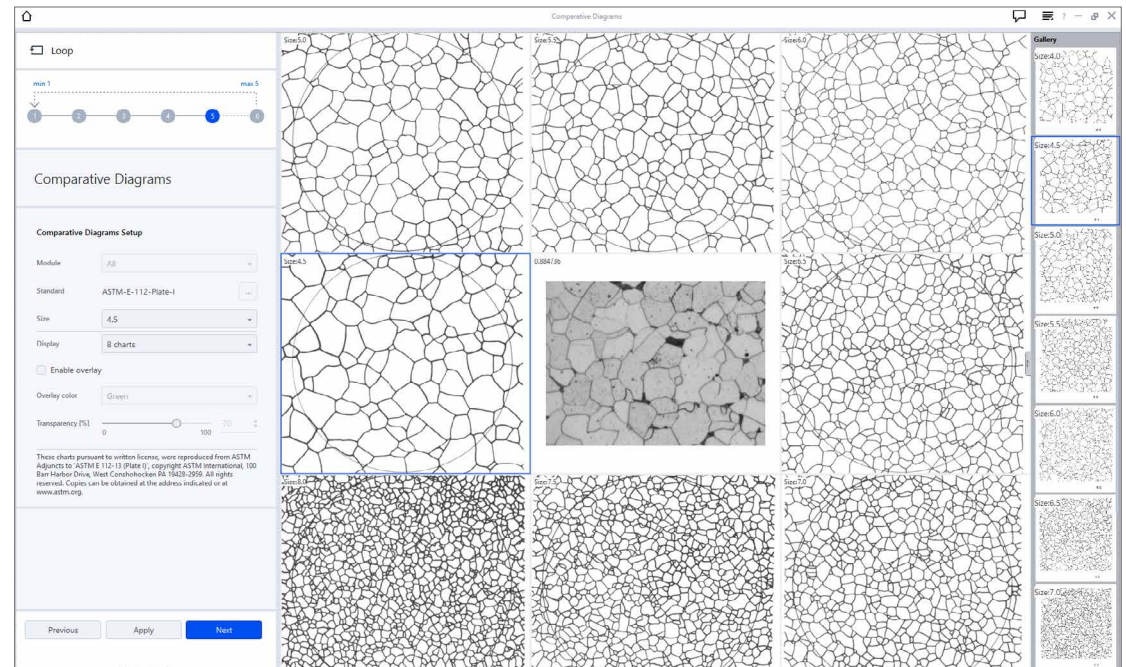 Comparative Diagrams
?
Loop
min 1
max 5
1 2 3 4 5 6
Comparative Diagrams
Comparative Diagrams Setup
Module
All
Standard
ASTM-E-112-Plate-I
...
Size
4.5
Display
8 charts
Enable overlay
Overlay color
Green
Transparency [%]
70
0
100
These charts pursuant to written license, were reproduced from ASTM
Adjuncts to 'ASTM E 112-13 (Plate I)', copyright ASTM International, 100
Barr Harbor Drive, West Conshohocken PA 19428-2959. All rights
reserved. Copies can be obtained at the address indicated or at
www.astm.org.
Previous
Apply
Next
Size:5.0
Size:5.5
Size:6.0
Size:4.5
0.884736
Size:6.5
Size:8.0
Size:7.5
Size:7.0
Gallery
Size:4.0
Size:4.5
Size:5.0
Size:5.5
Size:6.0
Size:6.5
Size:7.0